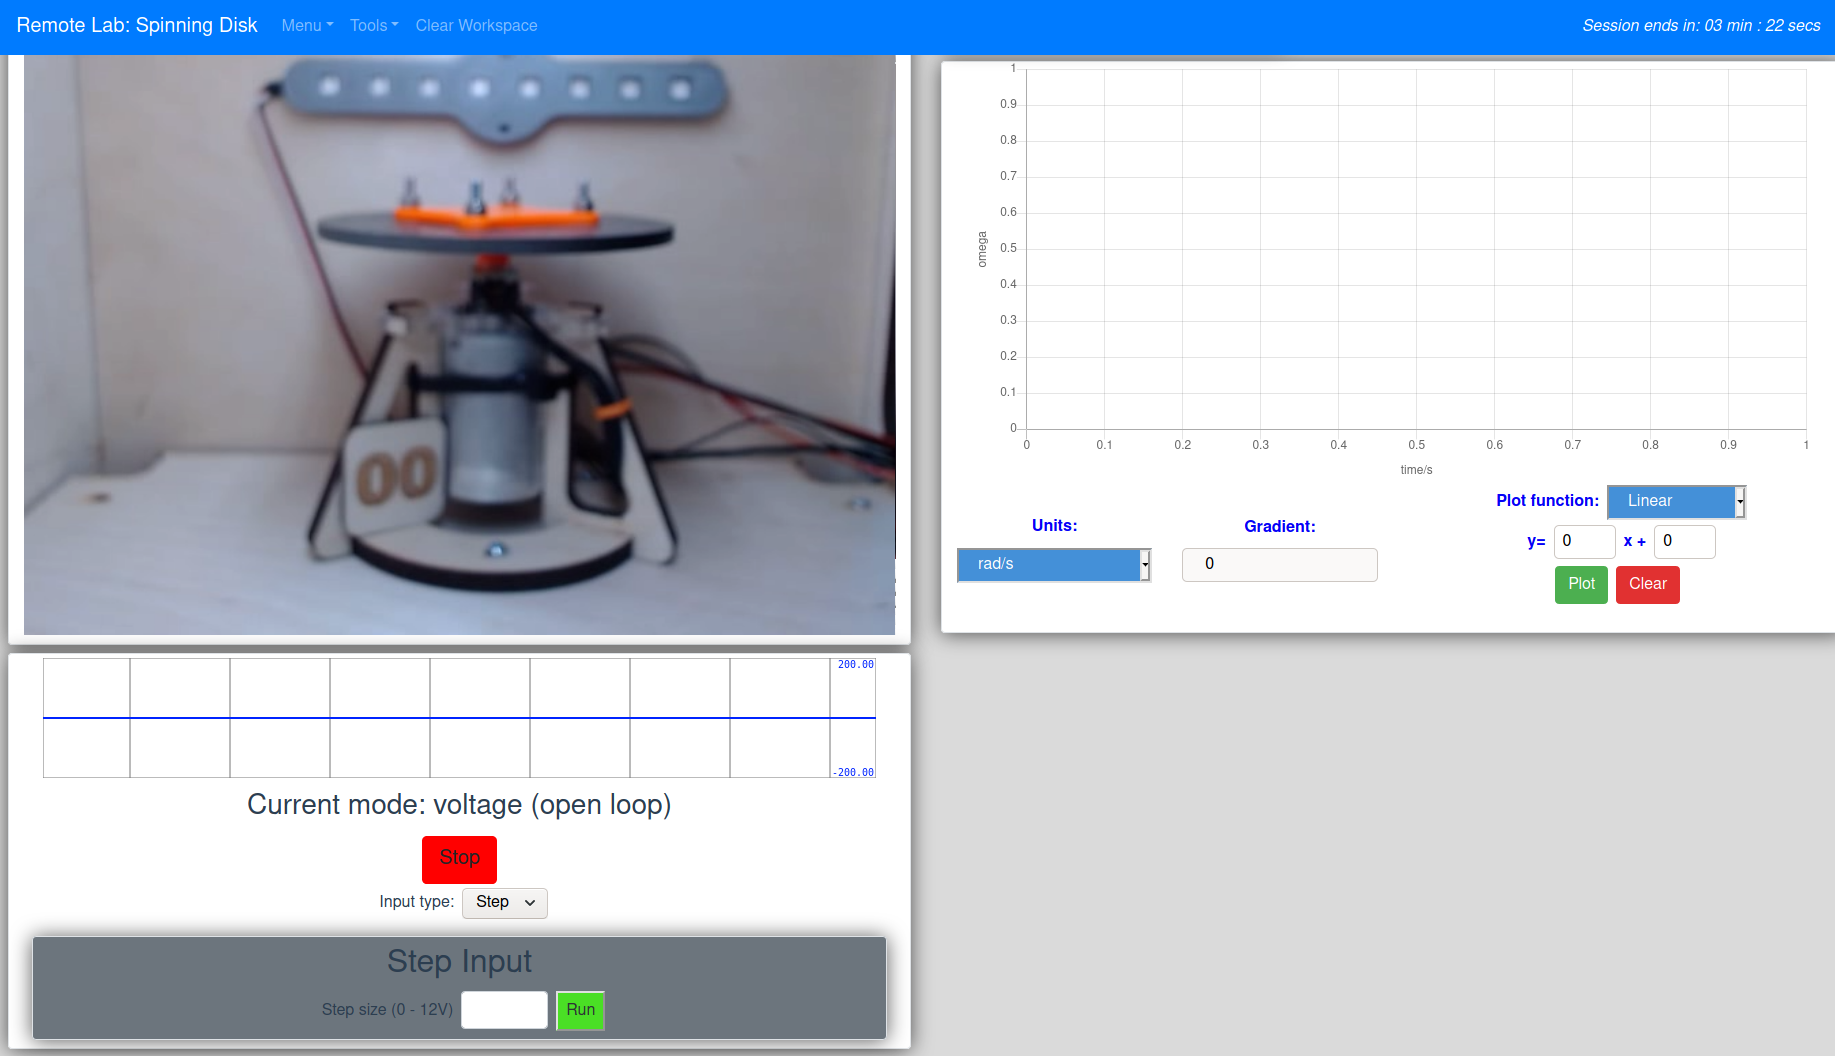 Remote Lab: Spinning Disk Menu Tools Clear Workspace Session ends in: 03 min : 22 secs
00
200.00
-200.00
Current mode: voltage (open loop)
Stop
Input type: Step
Step Input
Step size (0 - 12V) Run
1
0.9
0.8
0.7
0.6
0.5
0.4
0.3
0.2
0.1
0
omega
0 0.1 0.2 0.3 0.4 0.5 0.6 0.7 0.8 0.9 1
time/s
Units:
rad/s
Gradient:
0
Plot function: Linear
y= 0 x + 0
Plot Clear